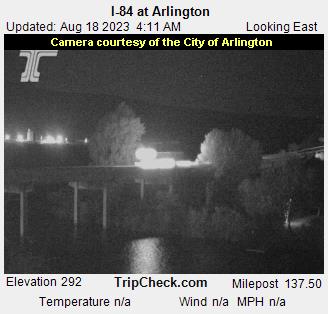 I-84 at Arlington
Updated: Aug 18 2023 4:11 AM Looking East
Camera courtesy of the City of Arlington
Elevation 292 TripCheck.com Milepost 137.50
Temperature n/a Wind n/a MPH n/a